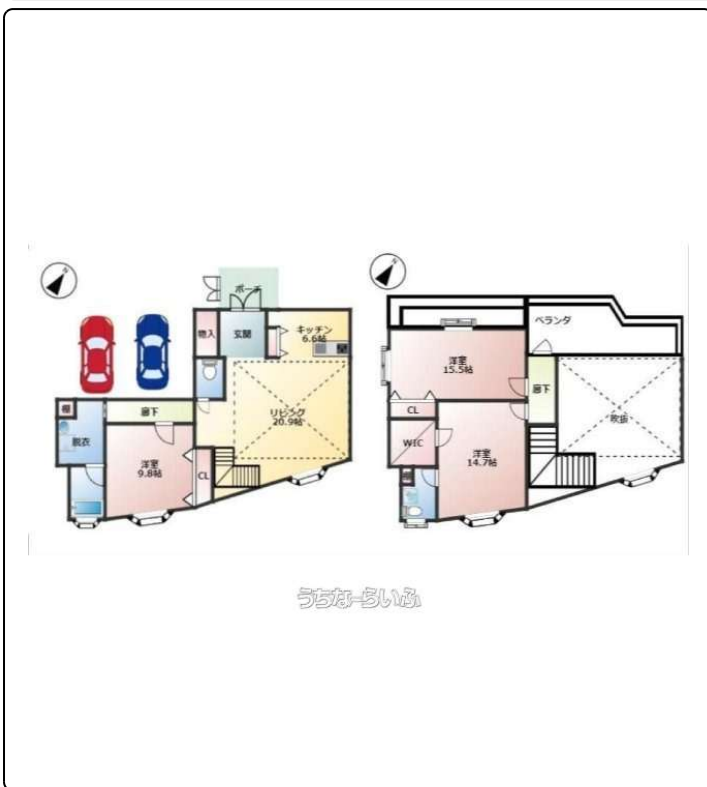 N
ポーチ
物入
玄関
キッチン
6.6帖
リビング
20.9帖
棚
廊下
脱衣
洋室
9.8帖
CL
N
ベランダ
洋室
15.5帖
廊下
吹抜
CL
WIC
洋室
14.7帖
うちなーらいふ